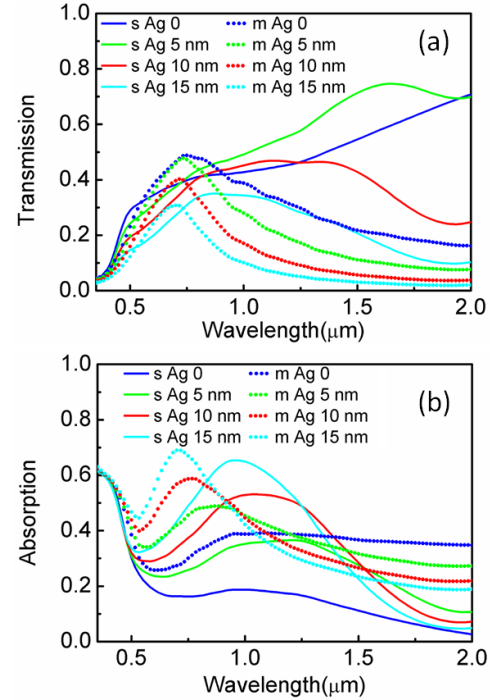 s Ag 0 m Ag 0
s Ag 5 nm m Ag 5 nm
s Ag 10 nm m Ag 10 nm
s Ag 15 nm m Ag 15 nm
(a)
1.0
0.8
0.6
0.4
0.2
0.0
Transmission
0.5 1.0 1.5 2.0
Wavelength(μm)
s Ag 0 m Ag 0
s Ag 5 nm m Ag 5 nm
s Ag 10 nm m Ag 10 nm
s Ag 15 nm m Ag 15 nm
(b)
1.0
0.8
0.6
0.4
0.2
0.0
Absorption
0.5 1.0 1.5 2.0
Wavelength(μm)